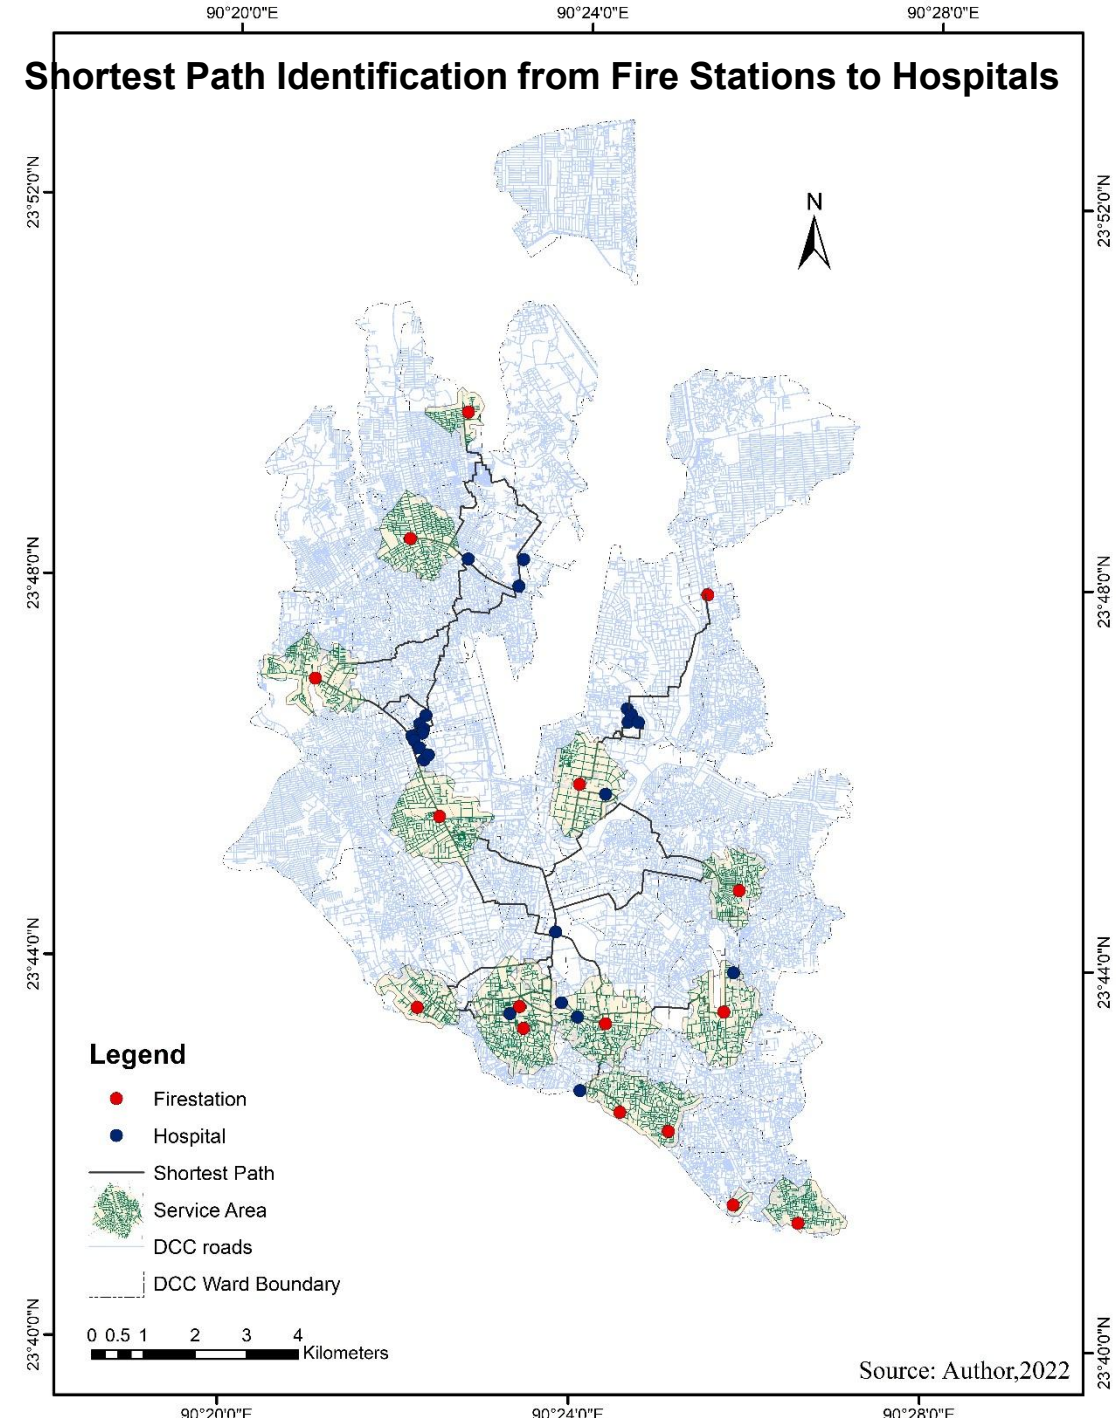 90°20'0"E 90°24'0"E 90°28'0"E
Shortest Path Identification from Fire Stations to Hospitals
23°52'0"N
23°52'0"N
N
23°48'0"N
23°48'0"N
23°44'0"N
23°44'0"N
Legend
Firestation
Hospital
Shortest Path
Service Area
DCC roads
DCC Ward Boundary
0 0.5 1 2 3 4
Kilometers
23°40'0"N
23°40'0"N
Source: Author,2022
90°20'0"E 90°24'0"E 90°28'0"E